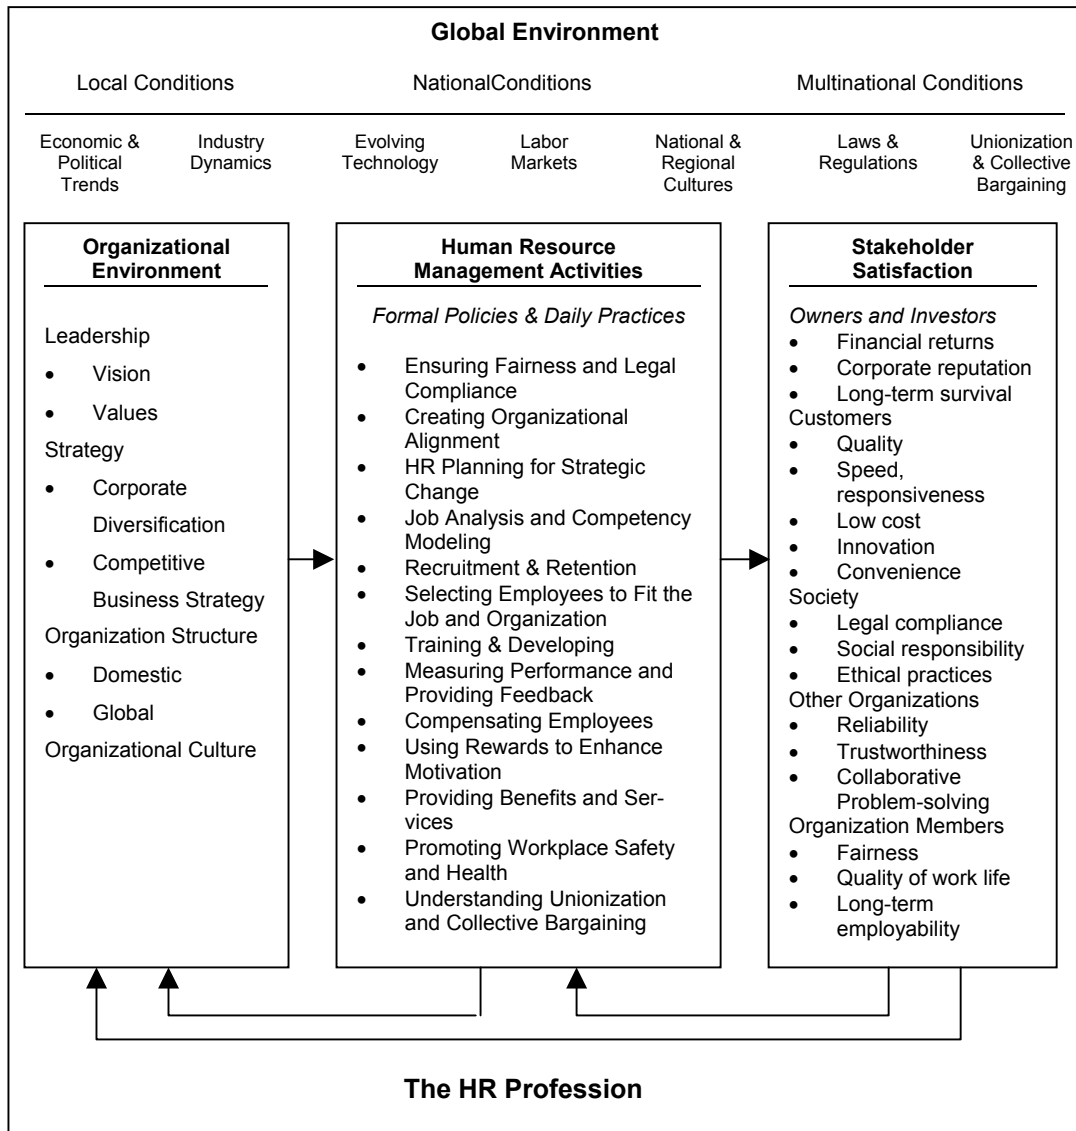 Global Environment
Local Conditions
NationalConditions
Multinational Conditions
Economic &
Political
Trends
Industry
Dynamics
Evolving
Technology
Labor
Markets
National &
Regional
Cultures
Laws &
Regulations
Unionization
& Collective
Bargaining
Organizational
Environment
Leadership
• Vision
• Values
Strategy
• Corporate
Diversification
• Competitive
Business Strategy
Organization Structure
• Domestic
• Global
Organizational Culture
Human Resource
Management Activities
Formal Policies & Daily Practices
• Ensuring Fairness and Legal
Compliance
• Creating Organizational
Alignment
• HR Planning for Strategic
Change
• Job Analysis and Competency
Modeling
• Recruitment & Retention
• Selecting Employees to Fit the
Job and Organization
• Training & Developing
• Measuring Performance and
Providing Feedback
• Compensating Employees
• Using Rewards to Enhance
Motivation
• Providing Benefits and Ser-
vices
• Promoting Workplace Safety
and Health
• Understanding Unionization
and Collective Bargaining
Stakeholder
Satisfaction
Owners and Investors
• Financial returns
• Corporate reputation
• Long-term survival
Customers
• Quality
• Speed,
responsiveness
• Low cost
• Innovation
• Convenience
Society
• Legal compliance
• Social responsibility
• Ethical practices
Other Organizations
• Reliability
• Trustworthiness
• Collaborative
Problem-solving
Organization Members
• Fairness
• Quality of work life
• Long-term
employability
The HR Profession